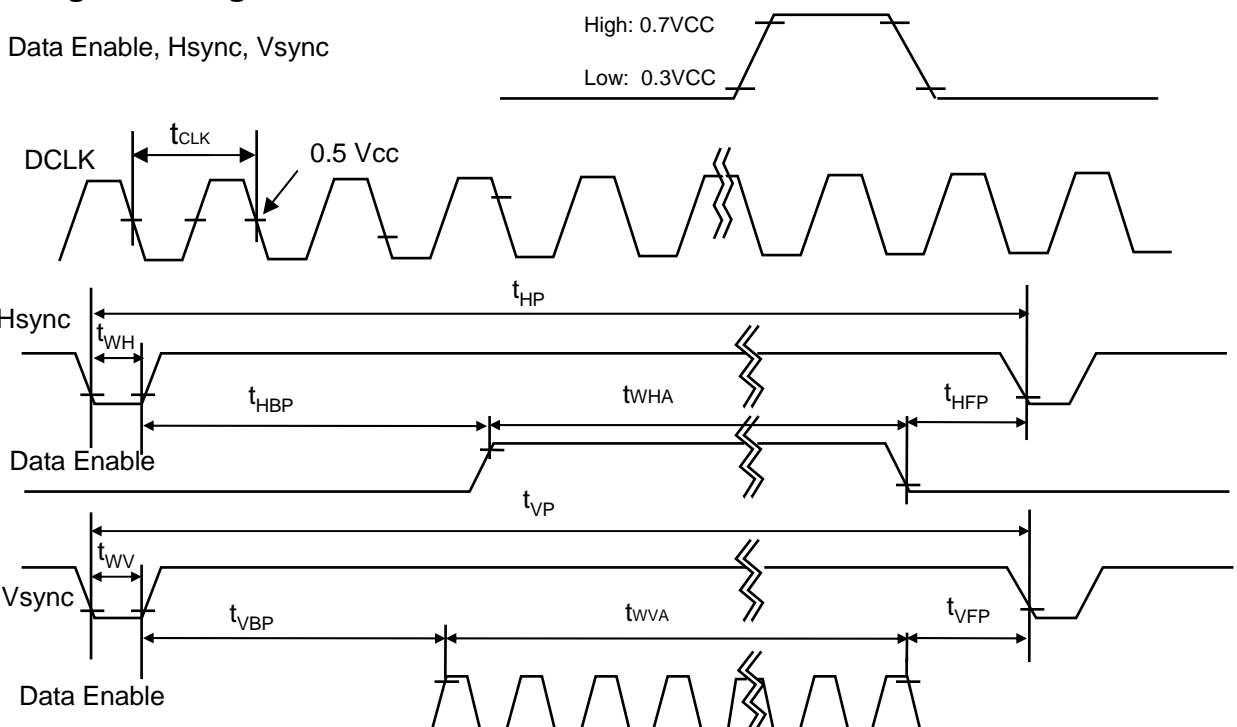 Data Enable, Hsync, Vsync
High: 0.7VCC
Low: 0.3VCC
DCLK
tCLK
0.5 Vcc
tHP
Hsync
tWH
tHBP
tWHA
tHFP
Data Enable
tVP
tWV
Vsync
tVBP
tWVA
tVFP
Data Enable